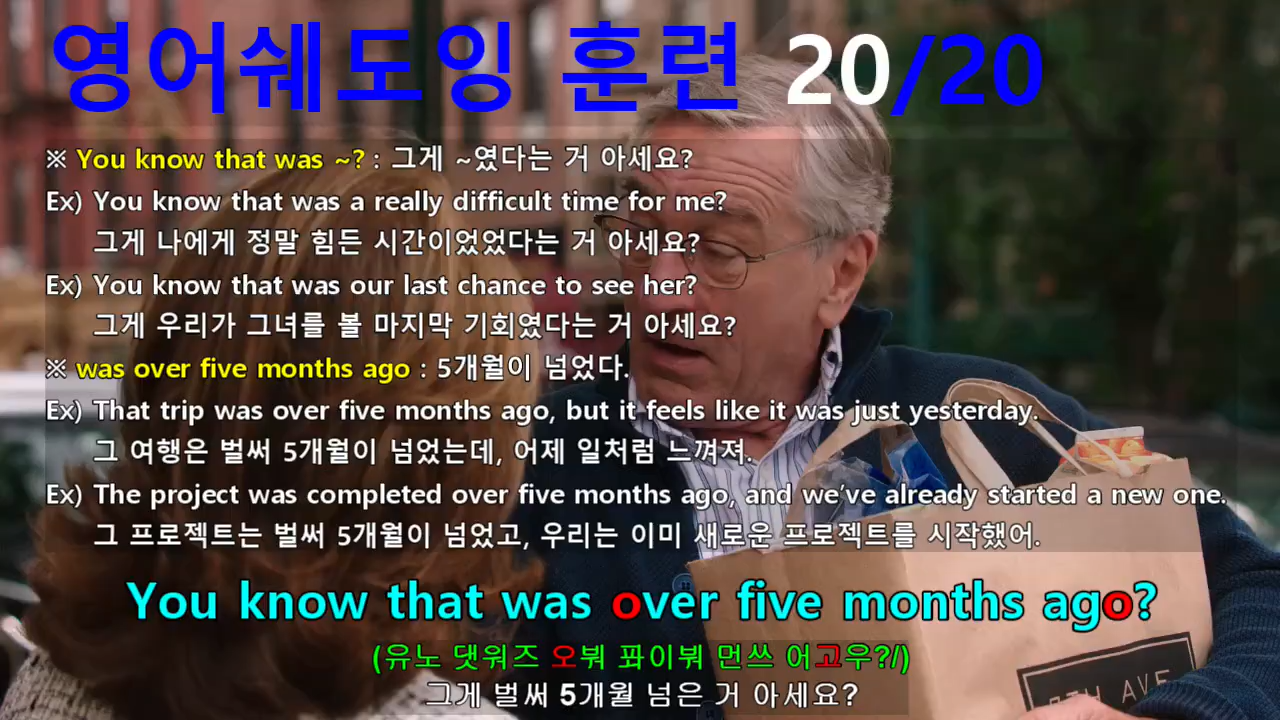 영어쉐도잉 훈련 20/20
※ You know that was ~? : 그게 ~였다는 거 아세요?
Ex) You know that was a really difficult time for me?
그게 나에게 정말 힘든 시간이었었다는 거 아세요?
Ex) You know that was our last chance to see her?
그게 우리가 그녀를 볼 마지막 기회였다는 거 아세요?
※ was over five months ago : 5개월이 넘었다.
Ex) That trip was over five months ago, but it feels like it was just yesterday.
그 여행은 벌써 5개월이 넘었는데, 어제 일처럼 느껴져.
Ex) The project was completed over five months ago, and we've already started a new one.
그 프로젝트는 벌써 5개월이 넘었고, 우리는 이미 새로운 프로젝트를 시작했어.
You know that was over five months ago?
(유노 댓워즈 오붜 퐈이붜 먼쓰 어고우?/)
그게 벌써 5개월 넘은 거 아세요?
AVE